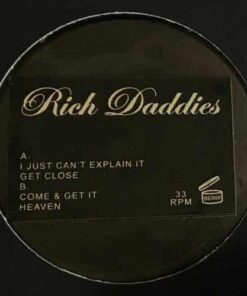 Rich Daddies
A.
I JUST CAN'T EXPLAIN IT
GET CLOSE
B.
COME & GET IT
HEAVEN
33
RPM